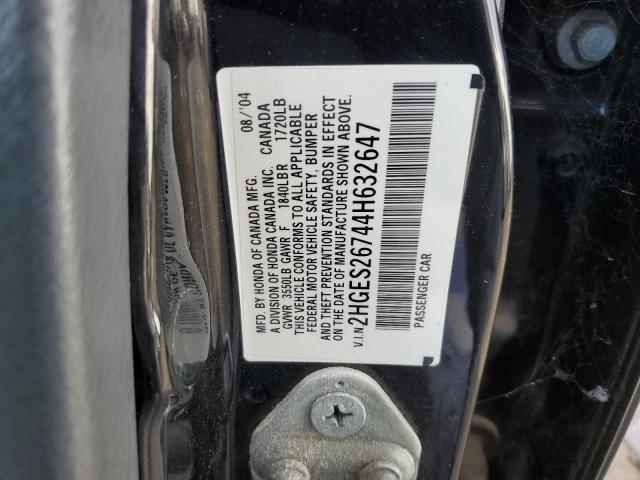 MFD. BY HONDA OF CANADA MFG. 08/'04
A DIVISION OF HONDA CANADA INC. CANADA
GVWR 3550LB GAWR F 1840LB R 1720LB
THIS VEHICLE CONFORMS TO ALL APPLICABLE
FEDERAL MOTOR VEHICLE SAFETY, BUMPER
AND THEFT PREVENTION STANDARDS IN EFFECT
ON THE DATE OF MANUFACTURE SHOWN ABOVE.
V.I.N. 2HGES26744H632647
PASSENGER CAR